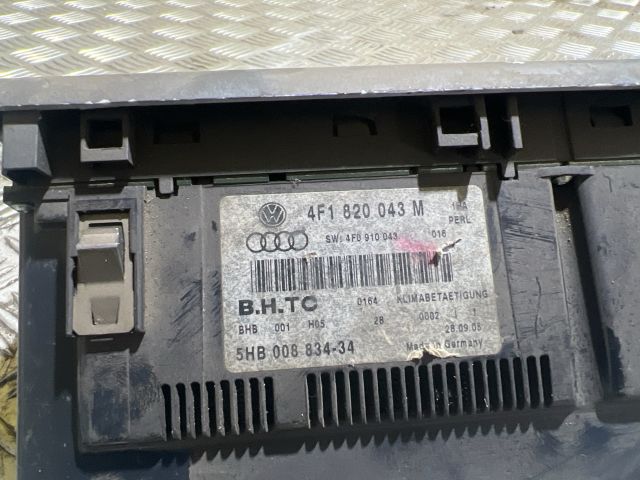 4F1 820 043 M
PERL
SW: 4F0 910 043 016
B.H.TC 0164 KLIMABETAETIGUNG
BHB 001 H05 28 0002
5HB 008 834-34 28.09.08
Made in Germany